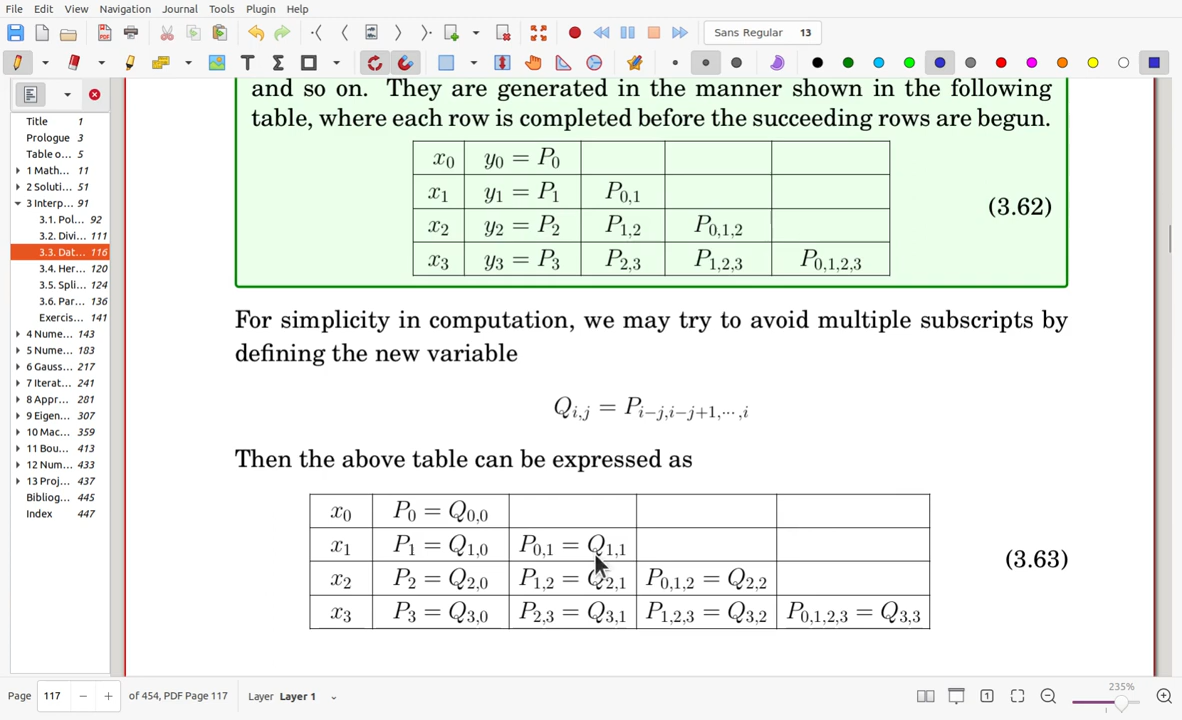 File Edit View Navigation Journal Tools Plugin Help
Sans Regular 13
Title 1
Prologue 3
Table o... 5
1 Math... 11
2 Soluti... 51
3 Interp... 91
3.1. Pol... 92
3.2. Divi... 111
3.3. Dat... 116
3.4. Her... 120
3.5. Spli... 124
3.6. Par... 136
Exercis... 141
4 Nume... 143
5 Nume... 183
6 Gauss... 217
7 Iterat... 241
8 Appr... 281
9 Eigen... 307
10 Mac... 359
11 Bou... 413
12 Num... 433
13 Proj... 437
Bibliog... 445
Index 447
and so on. They are generated in the manner shown in the following
table, where each row is completed before the succeeding rows are begun.
x₀ y₀ = P₀
x₁ y₁ = P₁ P₀,₁
x₂ y₂ = P₂ P₁,₂ P₀,₁,₂
x₃ y₃ = P₃ P₂,₃ P₁,₂,₃ P₀,₁,₂,₃
(3.62)
For simplicity in computation, we may try to avoid multiple subscripts by
defining the new variable
Q_{i,j} = P_{i−j,i−j+1,⋯,i}
Then the above table can be expressed as
x₀ P₀ = Q₀,₀
x₁ P₁ = Q₁,₀ P₀,₁ = Q₁,₁
x₂ P₂ = Q₂,₀ P₁,₂ = Q₂,₁ P₀,₁,₂ = Q₂,₂
x₃ P₃ = Q₃,₀ P₂,₃ = Q₃,₁ P₁,₂,₃ = Q₃,₂ P₀,₁,₂,₃ = Q₃,₃
(3.63)
Page 117 − + of 454, PDF Page 117 Layer Layer 1 235%